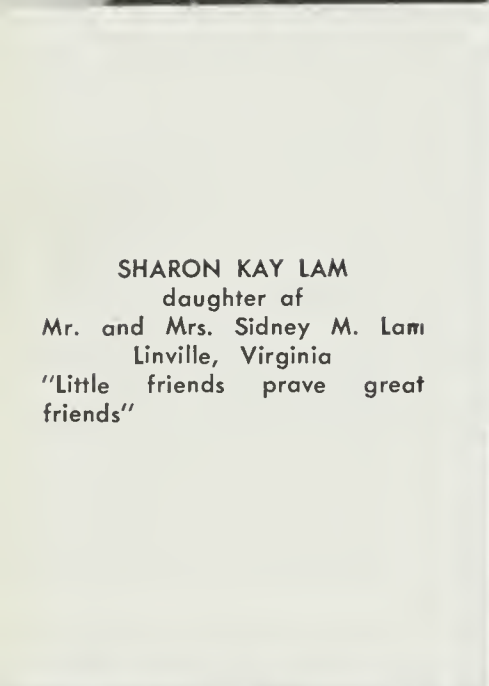 SHARON KAY LAM
daughter af
Mr. and Mrs. Sidney M. Lam
Linville, Virginia
"Little friends prave great
friends"